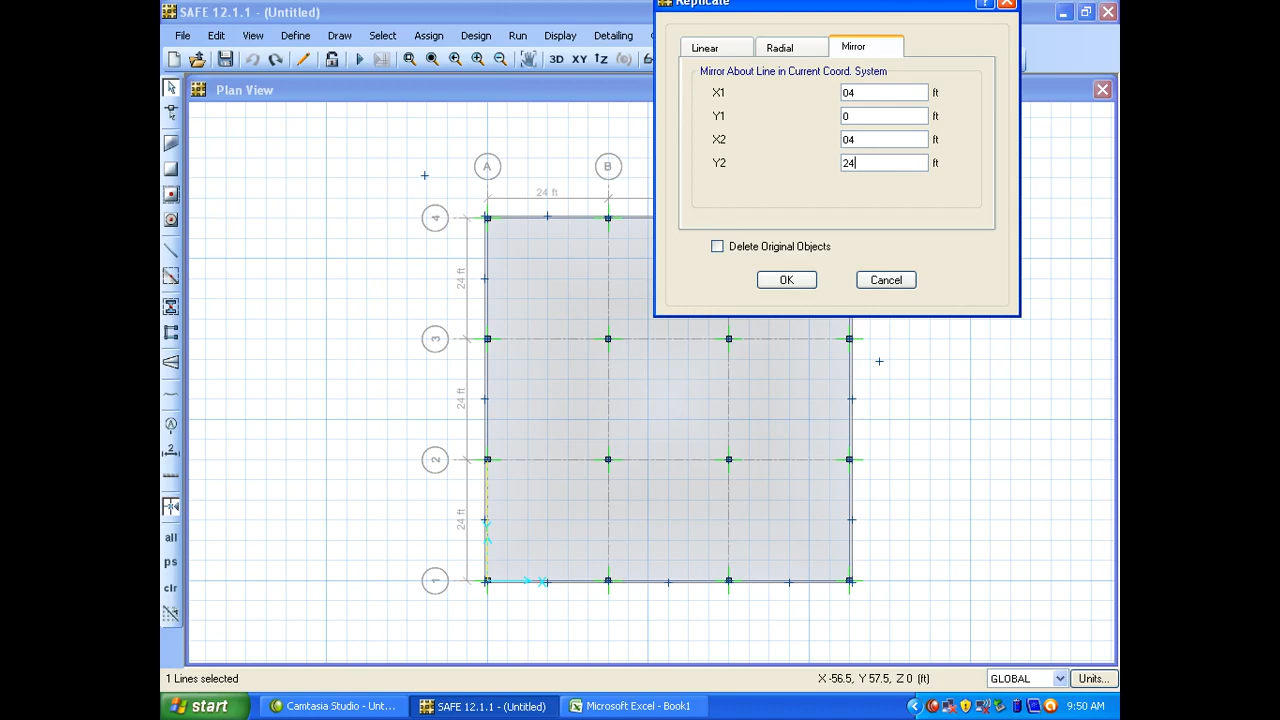 SAFE 12.1.1 - (Untitled)
Replicate
File Edit View Define Draw Select Assign Design Run Display Detailing
Linear Radial Mirror
3D XY
Plan View
Mirror About Line in Current Coord. System
X1 04 ft
Y1 0 ft
X2 04 ft
Y2 24 ft
A B
24 ft
4
24 ft
Delete Original Objects
OK Cancel
3
24 ft
2
24 ft
Y
X
1
A
2
all
ps
clr
1 Lines selected
X -56.5, Y 57.5, Z 0 (ft)
GLOBAL
Units...
start
Camtasia Studio - Unt...
SAFE 12.1.1 - (Untitled)
Microsoft Excel - Book1
9:50 AM